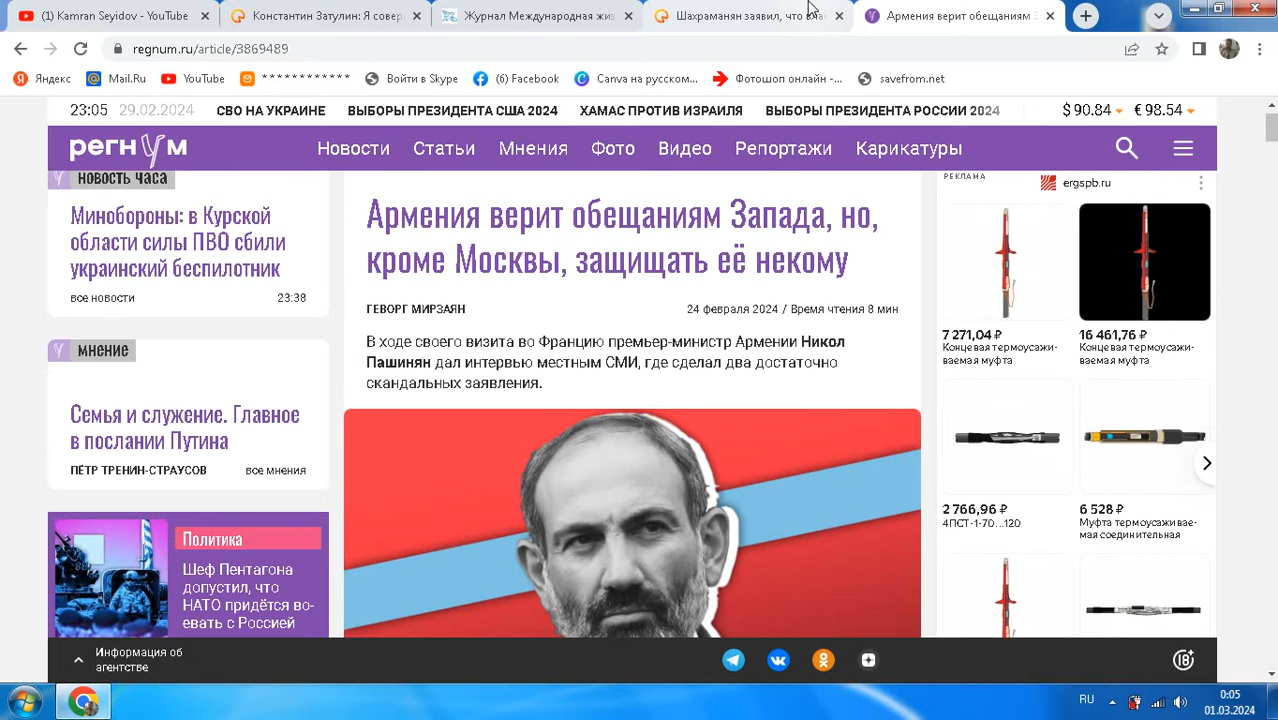 (1) Kamran Seyidov - YouTube
Константин Затулин: Я совер
Журнал Международная жиз
Шахраманян заявил, что
Армения верит обещаниям З
regnum.ru/article/3869489
Яндекс
Mail.Ru
YouTube
* * * * * * * * * * * *
Войти в Skype
(6) Facebook
Canva на русском...
Фотошоп онлайн -...
savefrom.net
23:05 29.02.2024
СВО НА УКРАИНЕ
ВЫБОРЫ ПРЕЗИДЕНТА США 2024
ХАМАС ПРОТИВ ИЗРАИЛЯ
ВЫБОРЫ ПРЕЗИДЕНТА РОССИИ 2024
$ 90.84
€ 98.54
регнум
Новости
Статьи
Мнения
Фото
Видео
Репортажи
Карикатуры
новость часа
Минобороны: в Курской
области силы ПВО сбили
украинский беспилотник
все новости
23:38
мнение
Семья и служение. Главное
в послании Путина
ПЁТР ТРЕНИН-СТРАУСОВ
все мнения
Политика
Шеф Пентагона
допустил, что
НАТО придётся во-
евать с Россией
Армения верит обещаниям Запада, но,
кроме Москвы, защищать её некому
ГЕВОРГ МИРЗАЯН
24 февраля 2024 / Время чтения 8 мин
В ходе своего визита во Францию премьер-министр Армении Никол
Пашинян дал интервью местным СМИ, где сделал два достаточно
скандальных заявления.
РЕКЛАМА
ergspb.ru
7 271,04 ₽
Концевая термоусажи-
ваемая муфта
16 461,76 ₽
Концевая термоусажи-
ваемая муфта
2 766,96 ₽
4ПСТ-1-70...120
6 528 ₽
Муфта термоусаживае-
мая соединительная
Информация об
агентстве
18+
RU
0:05
01.03.2024